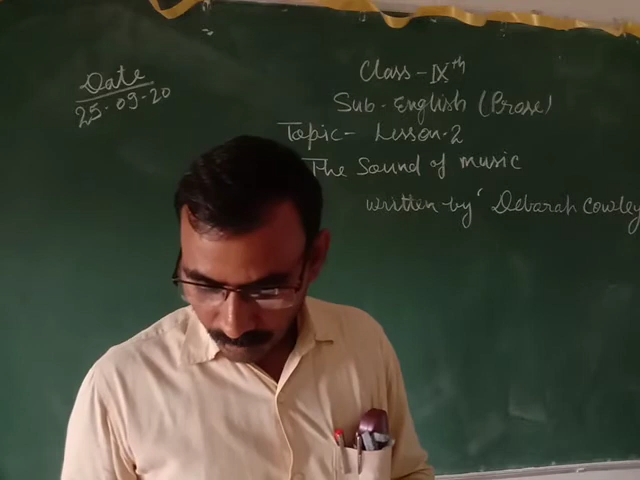 Date
25-09-20
Class - IXth
Sub - English (Prose)
Topic - Lesson-2
The Sound of music
written by ' Debarah Cowley